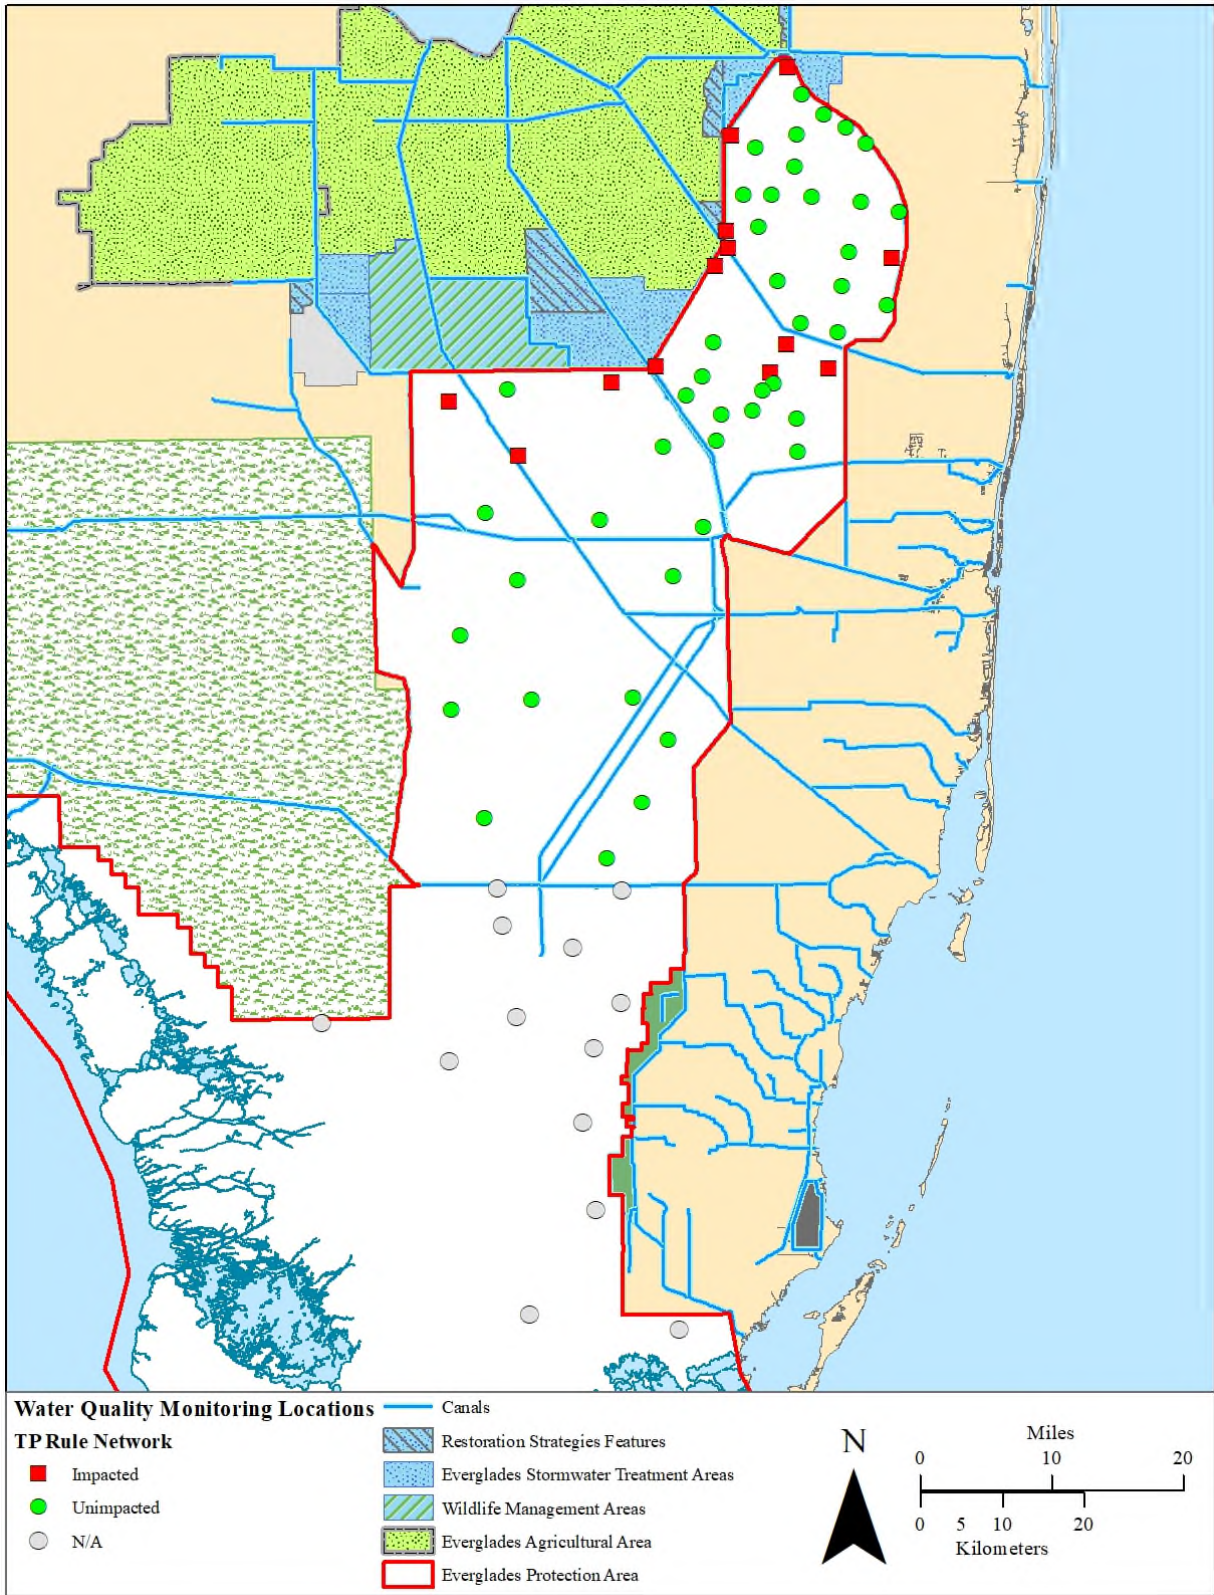 Water Quality Monitoring Locations
TP Rule Network
Impacted
Unimpacted
N/A
Canals
Restoration Strategies Features
Everglades Stormwater Treatment Areas
Wildlife Management Areas
Everglades Agricultural Area
Everglades Protection Area
N
Miles
0 10 20
0 5 10 20
Kilometers